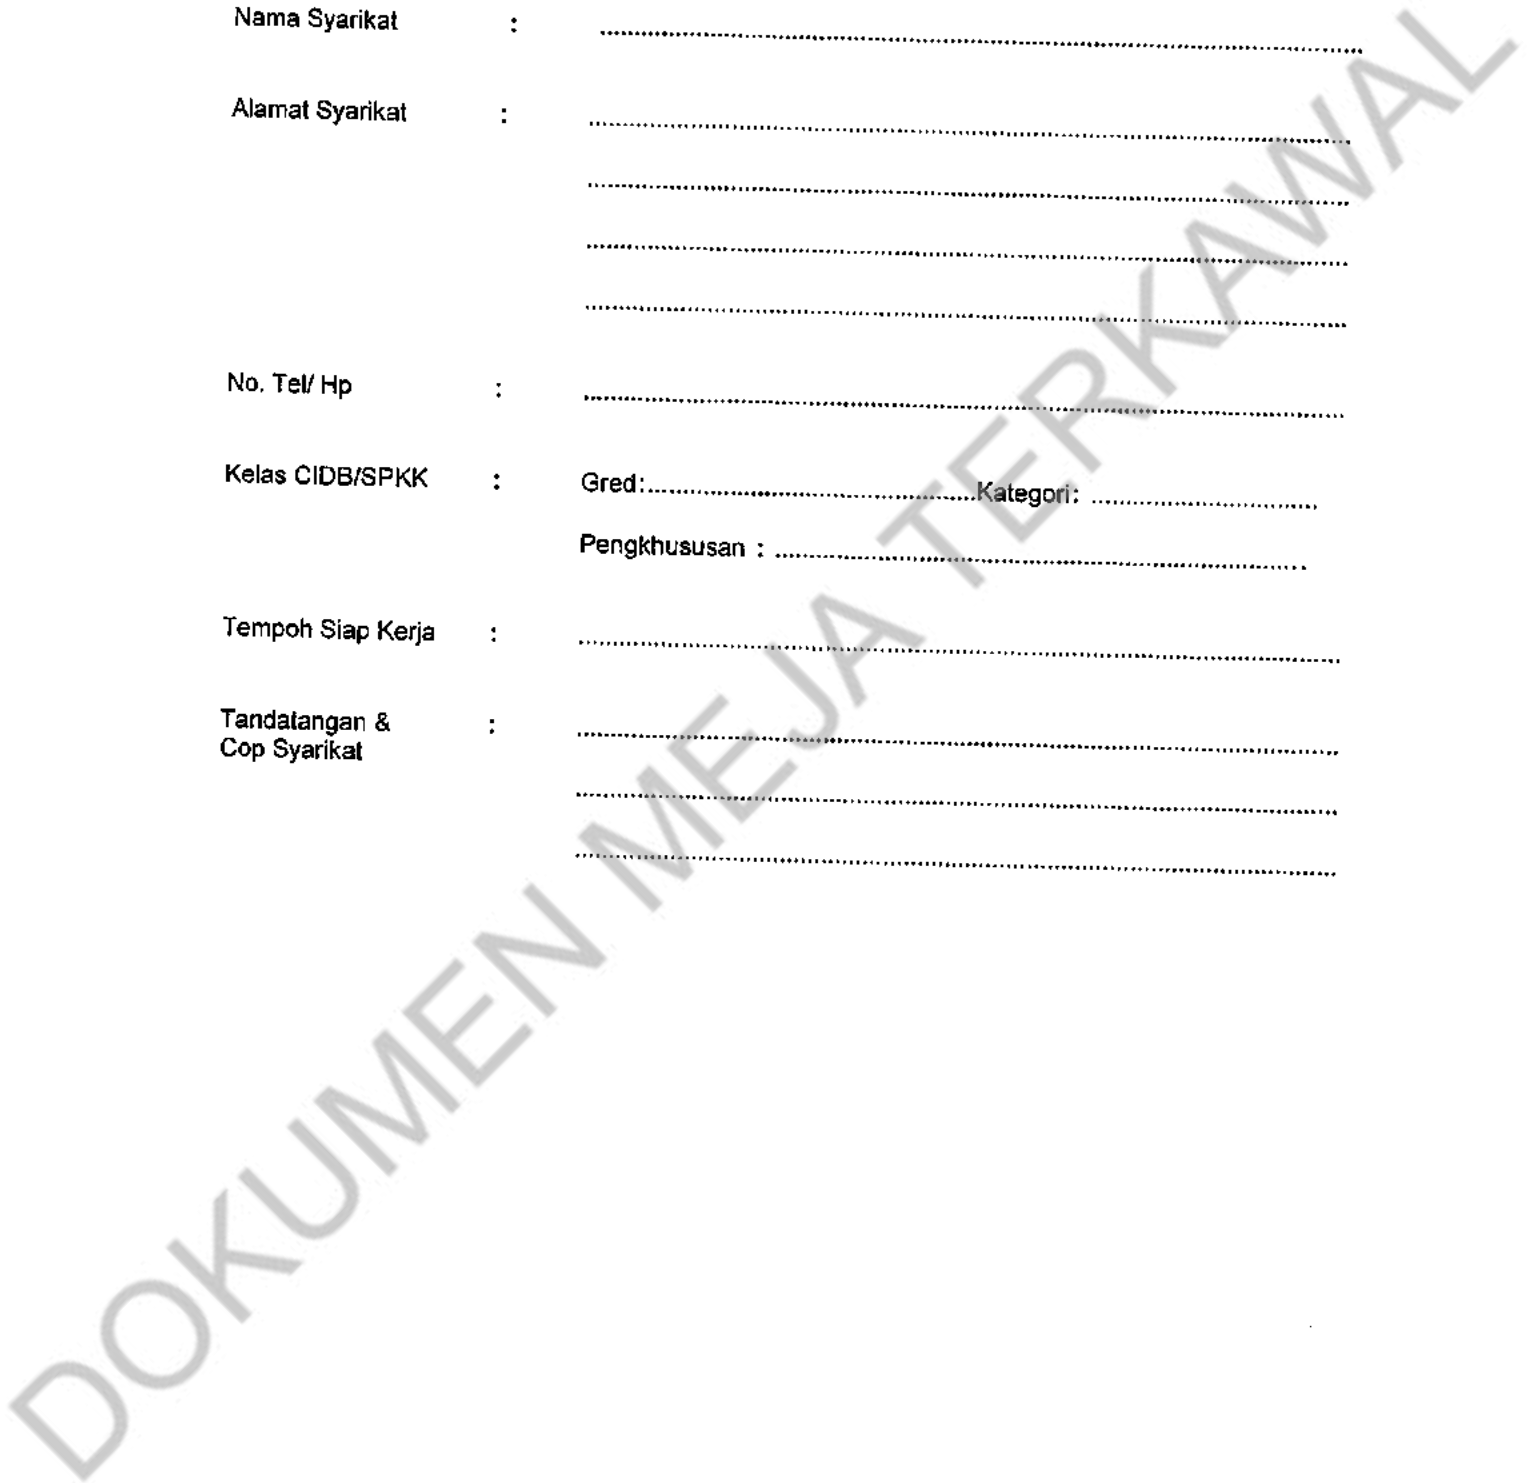 Nama Syarikat : ........................................
Alamat Syarikat : ........................................
........................................
........................................
........................................
No. Tel/ Hp : ........................................
Kelas CIDB/SPKK : Gred:....................Kategori: ....................
Pengkhususan : ........................................
Tempoh Siap Kerja : ........................................
Tandatangan & : ........................................
Cop Syarikat
........................................
........................................
DOKUMEN MEJA TERKAWAL